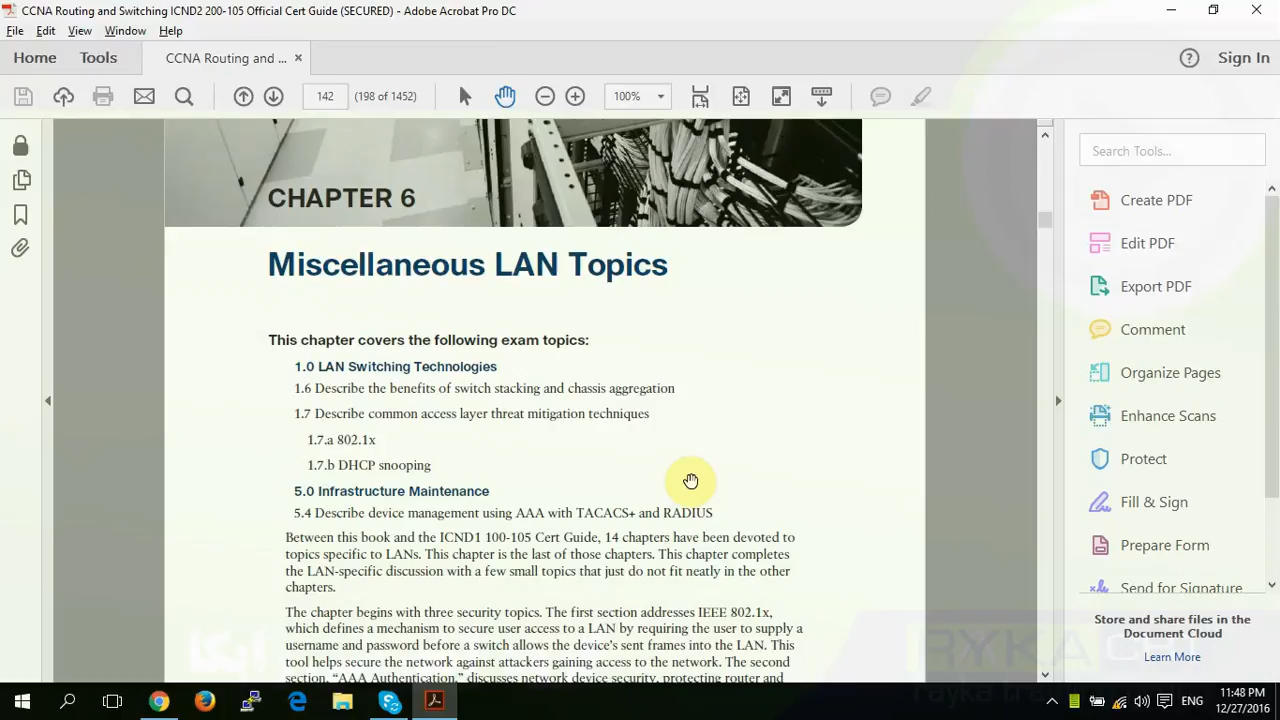 CCNA Routing and Switching ICND2 200-105 Official Cert Guide (SECURED) - Adobe Acrobat Pro DC
File Edit View Window Help
Home Tools CCNA Routing and ... × Sign In
142 (198 of 1452) 100%
CHAPTER 6
Miscellaneous LAN Topics
This chapter covers the following exam topics:
1.0 LAN Switching Technologies
1.6 Describe the benefits of switch stacking and chassis aggregation
1.7 Describe common access layer threat mitigation techniques
1.7.a 802.1x
1.7.b DHCP snooping
5.0 Infrastructure Maintenance
5.4 Describe device management using AAA with TACACS+ and RADIUS
Between this book and the ICND1 100-105 Cert Guide, 14 chapters have been devoted to
topics specific to LANs. This chapter is the last of those chapters. This chapter completes
the LAN-specific discussion with a few small topics that just do not fit neatly in the other
chapters.
The chapter begins with three security topics. The first section addresses IEEE 802.1x,
which defines a mechanism to secure user access to a LAN by requiring the user to supply a
username and password before a switch allows the device's sent frames into the LAN. This
tool helps secure the network against attackers gaining access to the network. The second
section, "AAA Authentication," discusses network device security, protecting router and
Search Tools...
Create PDF
Edit PDF
Export PDF
Comment
Organize Pages
Enhance Scans
Protect
Fill & Sign
Prepare Form
Send for Signature
Store and share files in the
Document Cloud
Learn More
ENG
11:48 PM
12/27/2016